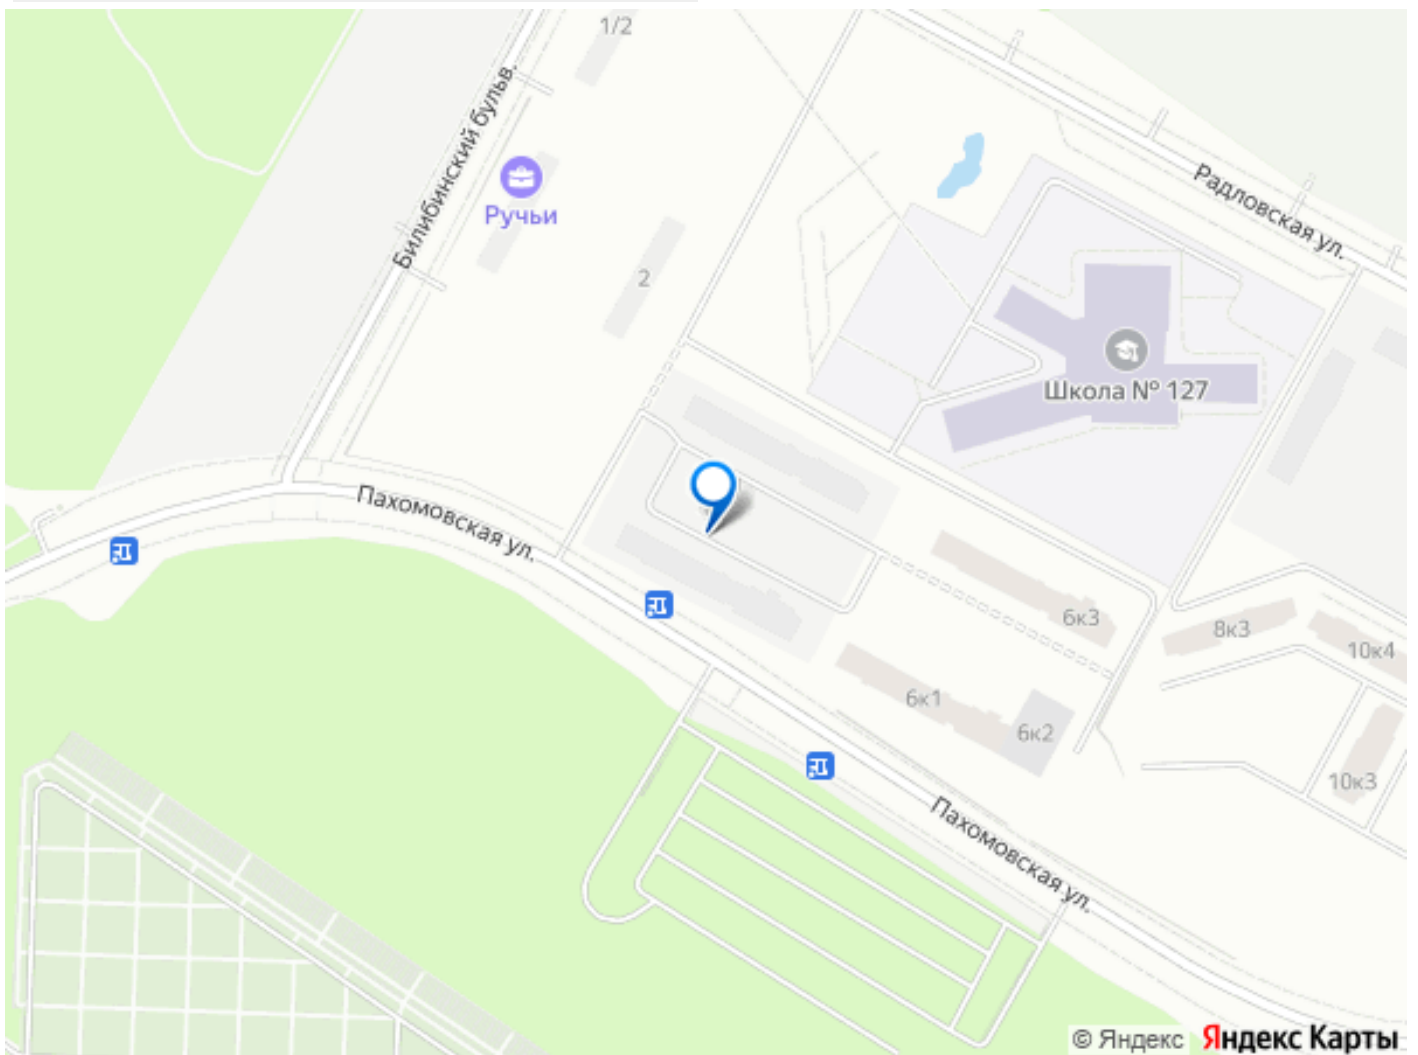 1/2
Билибинский бульв.
Ручьи
2
Радловская ул.
Школа № 127
Пахомовская ул.
6к3
8к3
10к4
6к1
6к2
10к3
Пахомовская ул.
© Яндекс Яндекс Карты